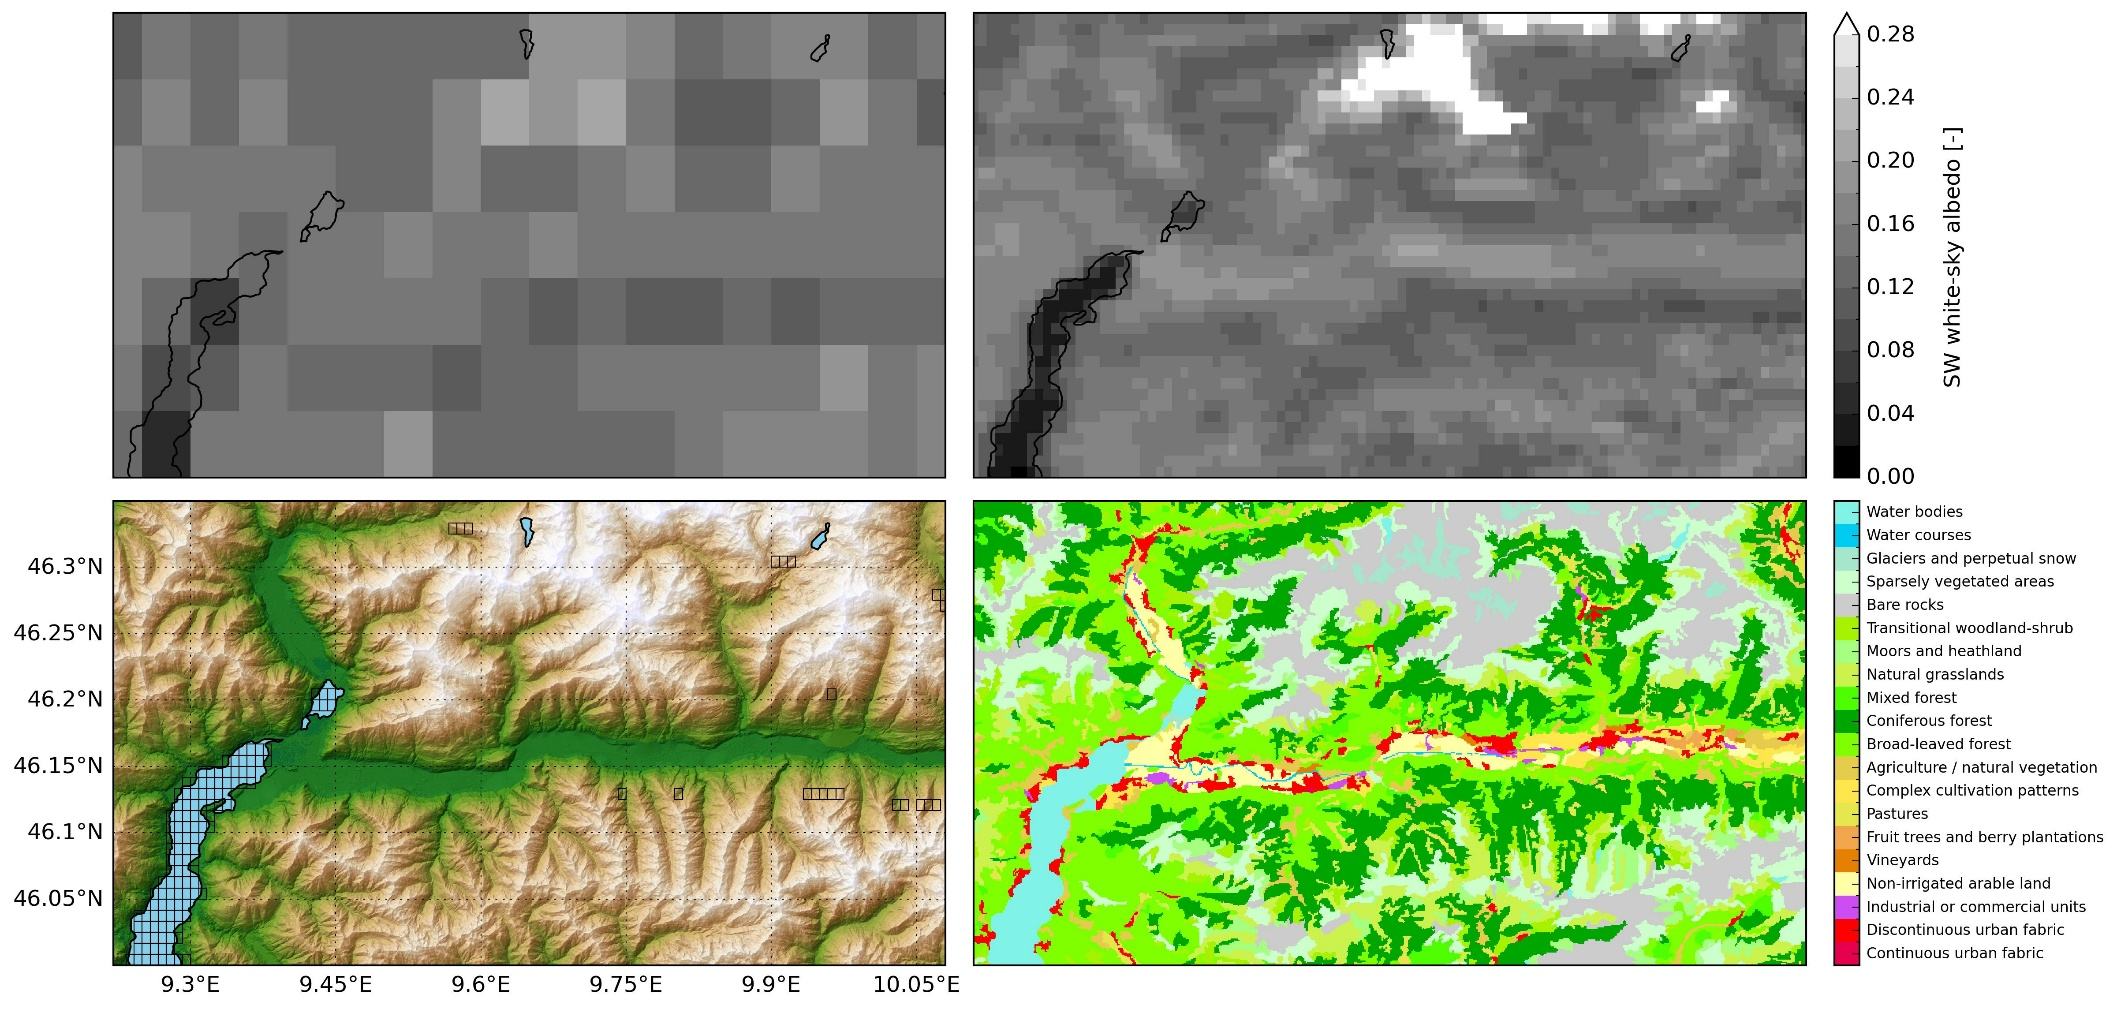 0.28
0.24
0.20
0.16
0.12
0.08
0.04
0.00
SW white-sky albedo [-]
46.3°N
46.25°N
46.2°N
46.15°N
46.1°N
46.05°N
9.3°E
9.45°E
9.6°E
9.75°E
9.9°E
10.05°E
Water bodies
Water courses
Glaciers and perpetual snow
Sparsely vegetated areas
Bare rocks
Transitional woodland-shrub
Moors and heathland
Natural grasslands
Mixed forest
Coniferous forest
Broad-leaved forest
Agriculture / natural vegetation
Complex cultivation patterns
Pastures
Fruit trees and berry plantations
Vineyards
Non-irrigated arable land
Industrial or commercial units
Discontinuous urban fabric
Continuous urban fabric